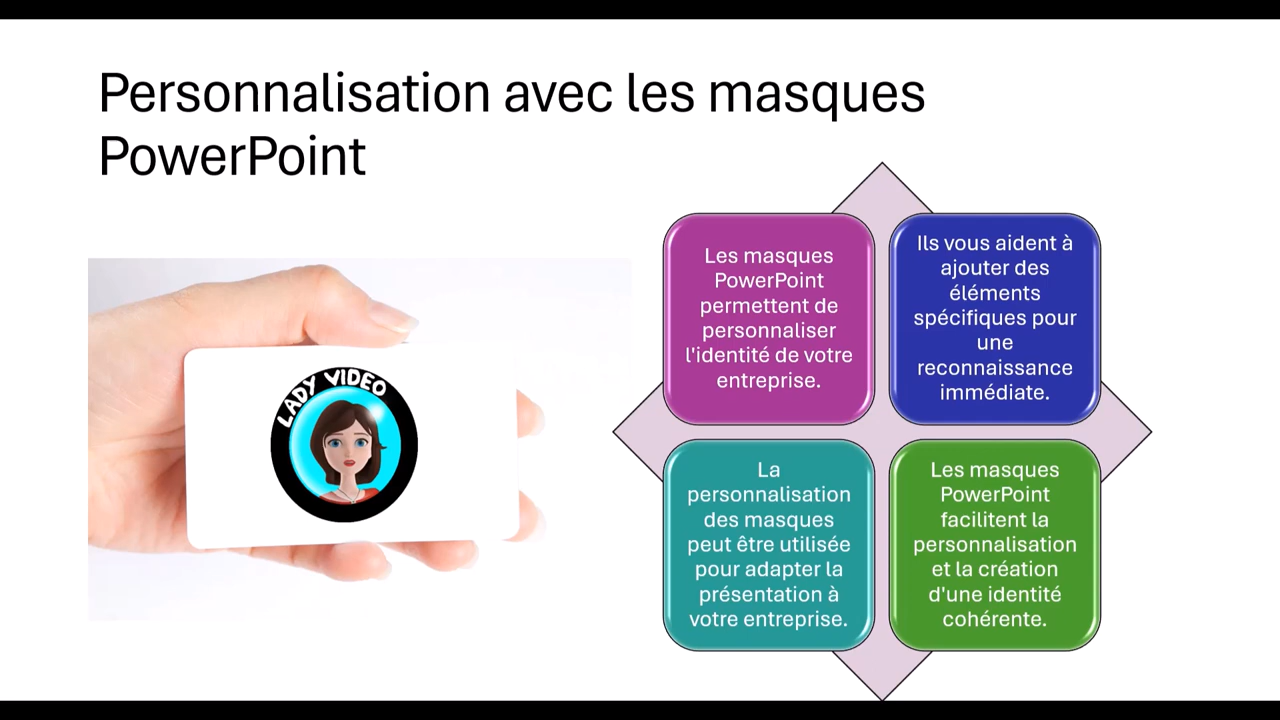 Personnalisation avec les masques
PowerPoint
LADY VIDEO
Les masques
PowerPoint
permettent de
personnaliser
l'identité de votre
entreprise.
Ils vous aident à
ajouter des
éléments
spécifiques pour
une
reconnaissance
immédiate.
La
personnalisation
des masques
peut être utilisée
pour adapter la
présentation à
votre entreprise.
Les masques
PowerPoint
facilitent la
personnalisation
et la création
d'une identité
cohérente.